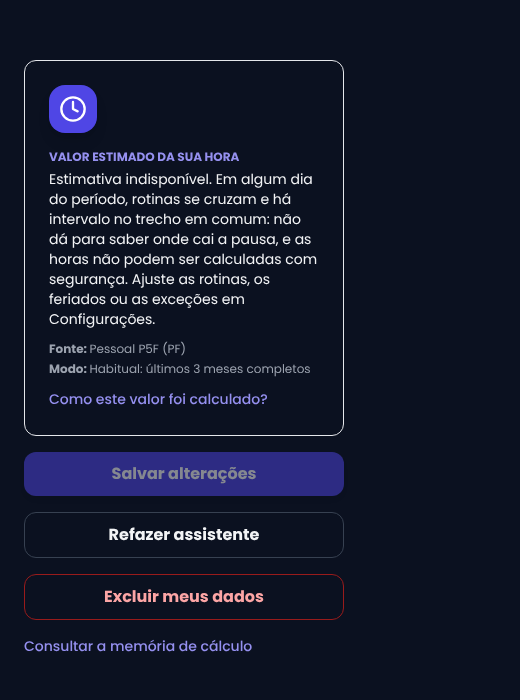 VALOR ESTIMADO DA SUA HORA
Estimativa indisponível. Em algum dia
do período, rotinas se cruzam e há
intervalo no trecho em comum: não
dá para saber onde cai a pausa, e as
horas não podem ser calculadas com
segurança. Ajuste as rotinas, os
feriados ou as exceções em
Configurações.
Fonte: Pessoal P5F (PF)
Modo: Habitual: últimos 3 meses completos
Como este valor foi calculado?
Salvar alterações
Refazer assistente
Excluir meus dados
Consultar a memória de cálculo